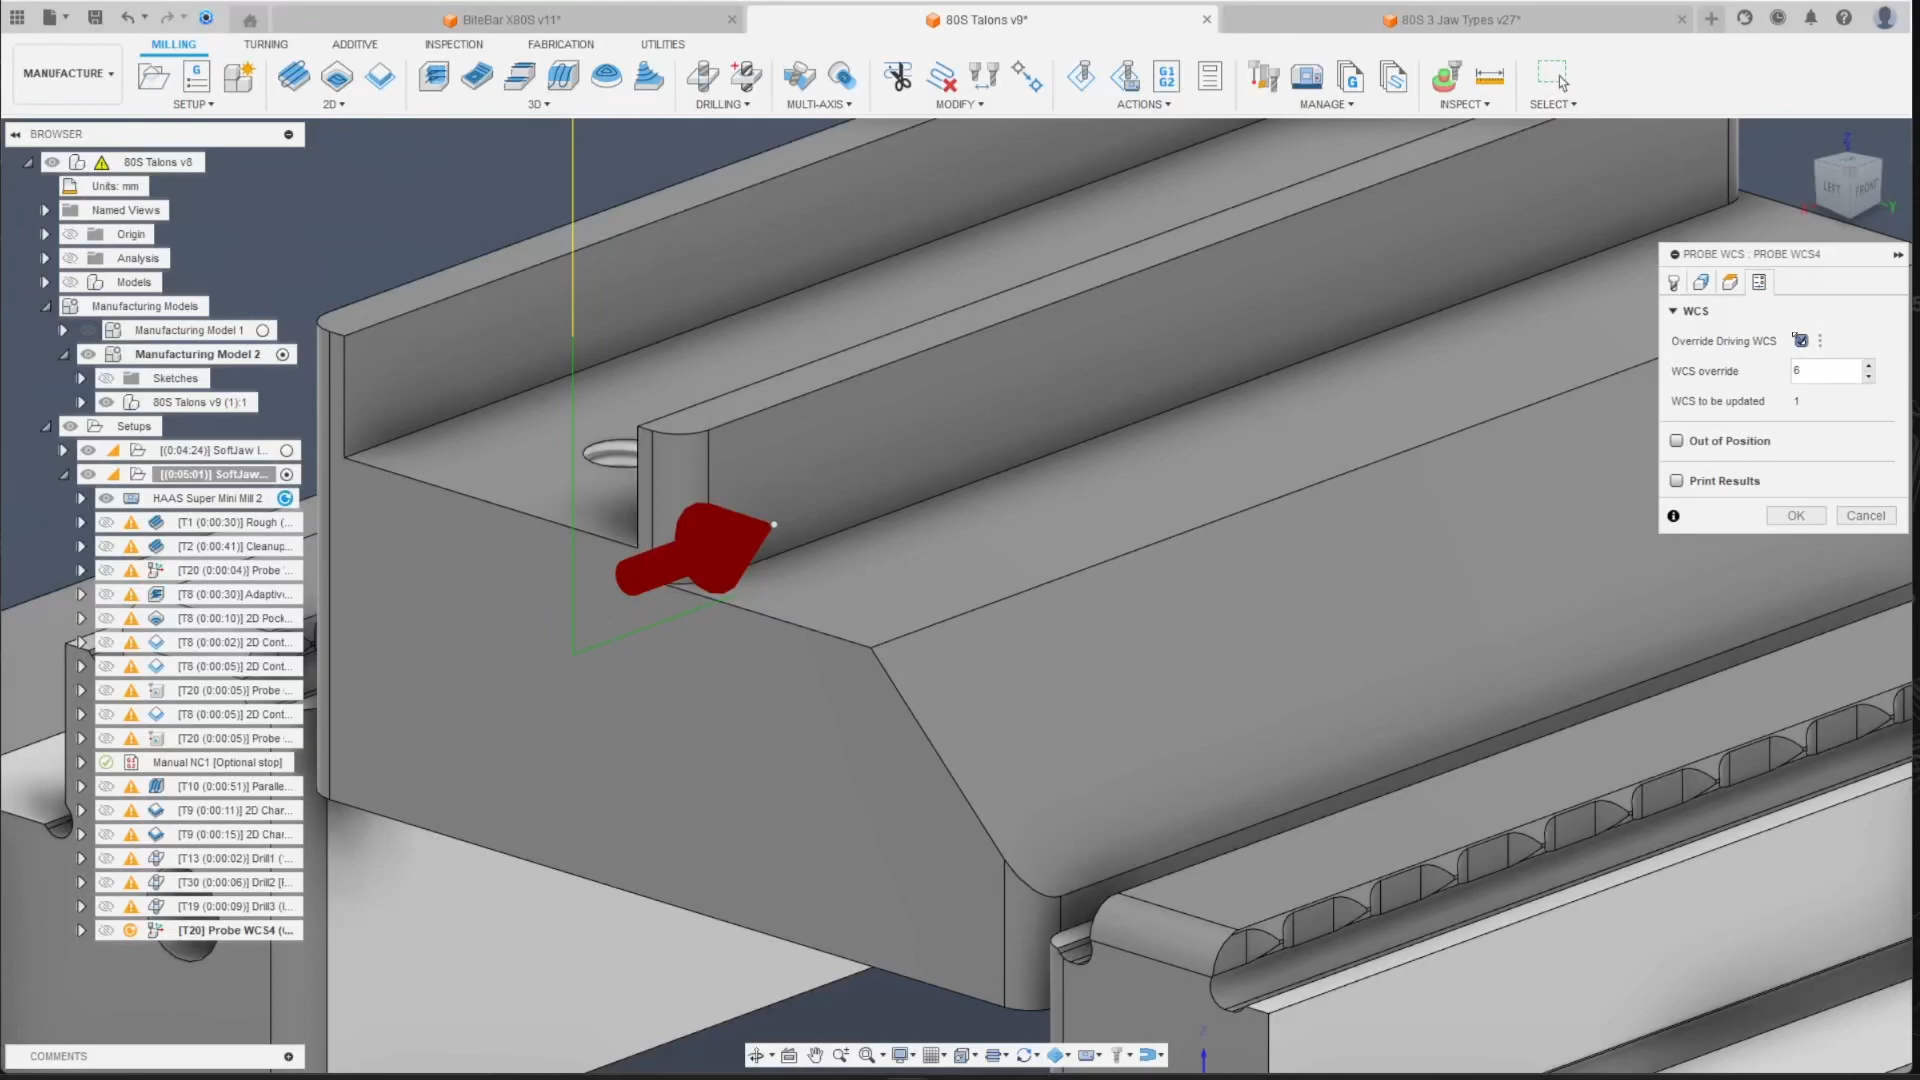 BiteBar X80S v11*
80S Talons v9*
80S 3 Jaw Types v27*
MILLING
TURNING
ADDITIVE
INSPECTION
FABRICATION
UTILITIES
MANUFACTURE
G
G1
G2
G
SETUP
2D
3D
DRILLING
MULTI-AXIS
MODIFY
ACTIONS
MANAGE
INSPECT
SELECT
BROWSER
80S Talons v8
Units: mm
Named Views
Origin
Analysis
Models
Manufacturing Models
Manufacturing Model 1
Manufacturing Model 2
Sketches
80S Talons v9 (1):1
Setups
[(0:04:24)] SoftJaw I...
[(0:05:01)] SoftJaw...
HAAS Super Mini Mill 2
[T1 (0:00:30)] Rough (...
[T2 (0:00:41)] Cleanup...
[T20 (0:00:04)] Probe '...
[T8 (0:00:30)] Adaptiv...
[T8 (0:00:10)] 2D Pock...
[T8 (0:00:02)] 2D Cont...
[T8 (0:00:05)] 2D Cont...
[T20 (0:00:05)] Probe ...
[T8 (0:00:05)] 2D Cont...
[T20 (0:00:05)] Probe ...
Manual NC1 [Optional stop]
[T10 (0:00:51)] Paralle...
[T9 (0:00:11)] 2D Char...
[T9 (0:00:15)] 2D Char...
[T13 (0:00:02)] Drill1 ('...
[T30 (0:00:06)] Drill2 [I...
[T19 (0:00:09)] Drill3 (I...
[T20] Probe WCS4 (\...
COMMENTS
Z
LEFT
FRONT
X
Y
PROBE WCS : PROBE WCS4
WCS
Override Driving WCS
WCS override
6
WCS to be updated
1
Out of Position
Print Results
OK
Cancel
Z